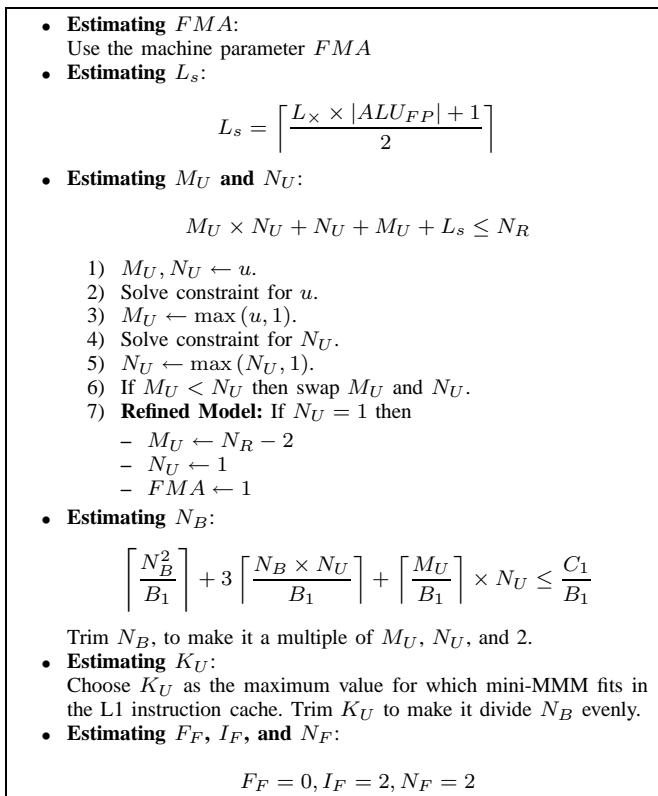 • Estimating FMA:
Use the machine parameter FMA
• Estimating L_s:
L_s = ⌈ (L_× × |ALU_FP| + 1) / 2 ⌉
• Estimating M_U and N_U:
M_U × N_U + N_U + M_U + L_s ≤ N_R
1) M_U, N_U ← u.
2) Solve constraint for u.
3) M_U ← max (u, 1).
4) Solve constraint for N_U.
5) N_U ← max (N_U, 1).
6) If M_U < N_U then swap M_U and N_U.
7) Refined Model: If N_U = 1 then
– M_U ← N_R − 2
– N_U ← 1
– FMA ← 1
• Estimating N_B:
⌈ N_B^2 / B_1 ⌉ + 3 ⌈ (N_B × N_U) / B_1 ⌉ + ⌈ M_U / B_1 ⌉ × N_U ≤ C_1 / B_1
Trim N_B, to make it a multiple of M_U, N_U, and 2.
• Estimating K_U:
Choose K_U as the maximum value for which mini-MMM fits in
the L1 instruction cache. Trim K_U to make it divide N_B evenly.
• Estimating F_F, I_F, and N_F:
F_F = 0, I_F = 2, N_F = 2